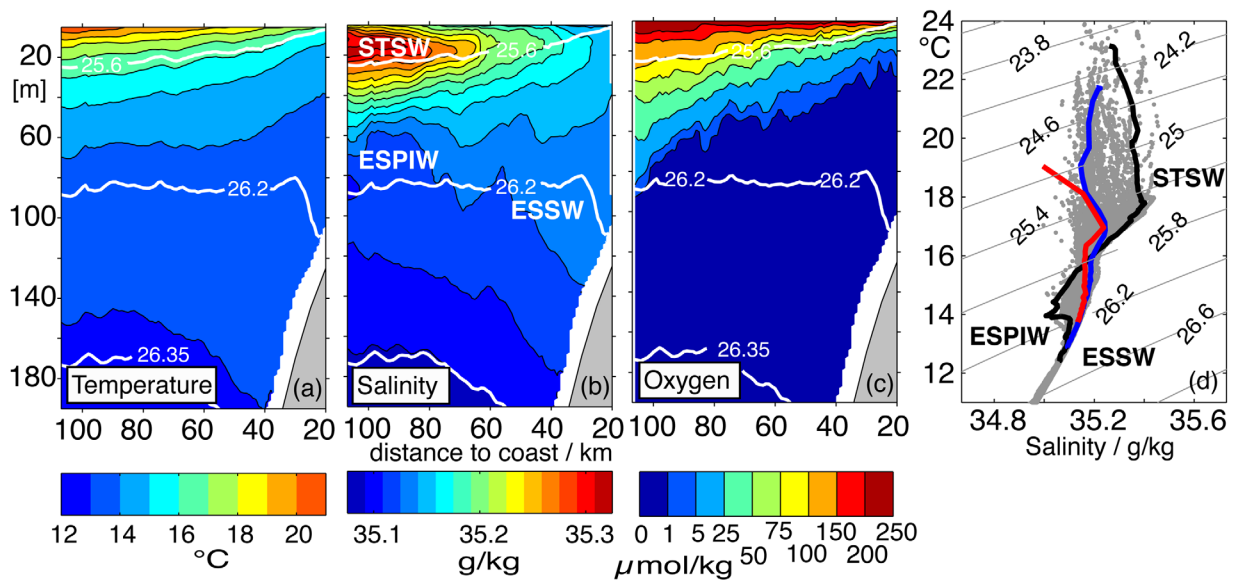 20
[m]
60
100
140
180
25.6
26.2
26.35
Temperature
(a)
100 80 60 40 20
STSW
25.6
ESPIW
26.2
ESSW
26.35
Salinity
(b)
100 80 60 40 20
distance to coast / km
25.6
26.2
26.2
26.35
Oxygen
(c)
100 80 60 40 20
24
°C
22
20
18
16
14
12
23.8
24.2
24.6
25
STSW
25.4
25.8
26.2
ESPIW
ESSW
26.6
(d)
34.8 35.2 35.6
Salinity / g/kg
12 14 16 18 20
°C
35.1 35.2 35.3
g/kg
0 1 5 25 75 150 250
50 100 200
µmol/kg